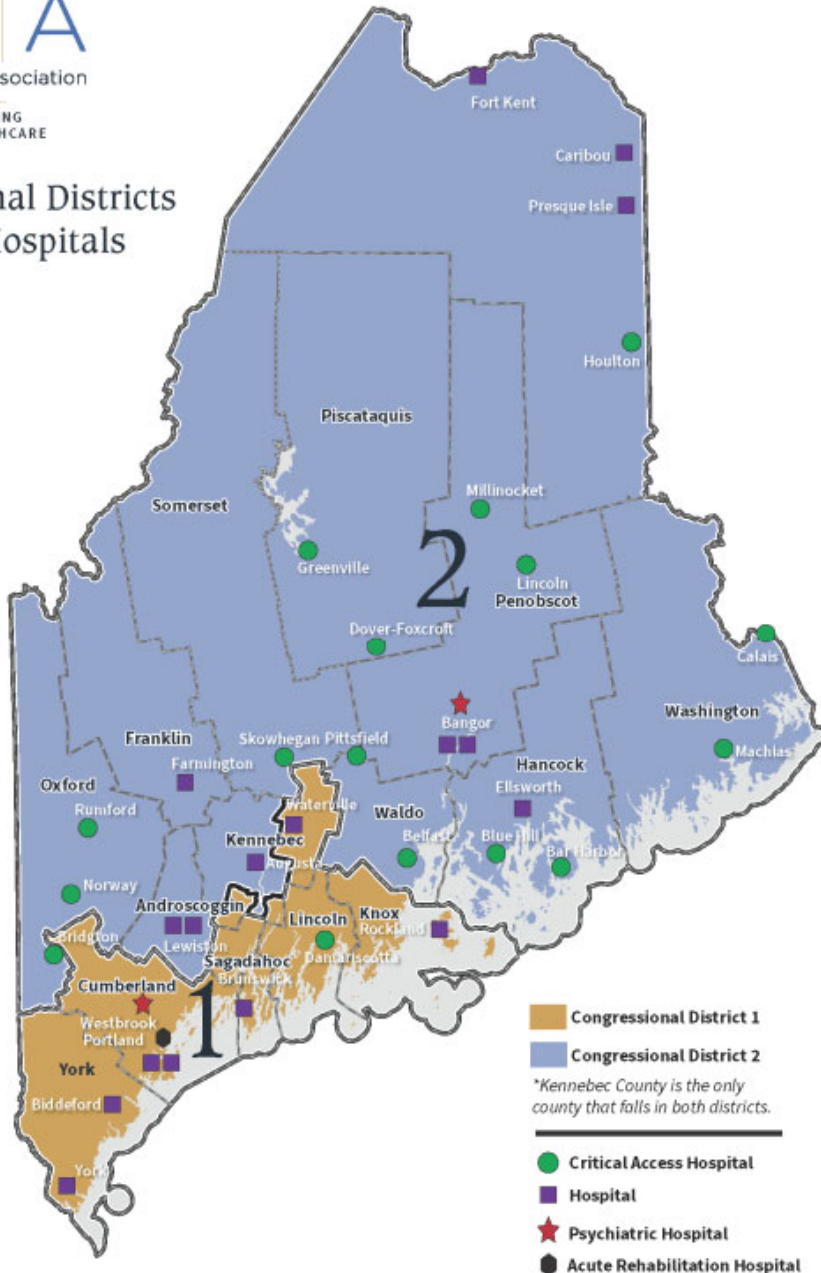 A
sociation
NG
HCARE
nal Districts
Hospitals
Fort Kent
Caribou
Presque Isle
Houlton
Piscataquis
Somerset
Millinocket
2
Greenville
Lincoln
Penobscot
Dover-Foxcroft
Calais
Washington
Bangor
Franklin
Skowhegan
Pittsfield
Machias
Farmington
Hancock
Oxford
Ellsworth
Rumford
Waterville
Waldo
Kennebec
Belfast
Blue Hill
Bar Harbor
Augusta
Norway
Androscoggin
Lincoln
Knox
Rockland
Bridgton
Lewiston
Damariscotta
Sagadahoc
Brunswick
Cumberland
1
Westbrook
Portland
York
Biddeford
York
Congressional District 1
Congressional District 2
*Kennebec County is the only
county that falls in both districts.
Critical Access Hospital
Hospital
Psychiatric Hospital
Acute Rehabilitation Hospital